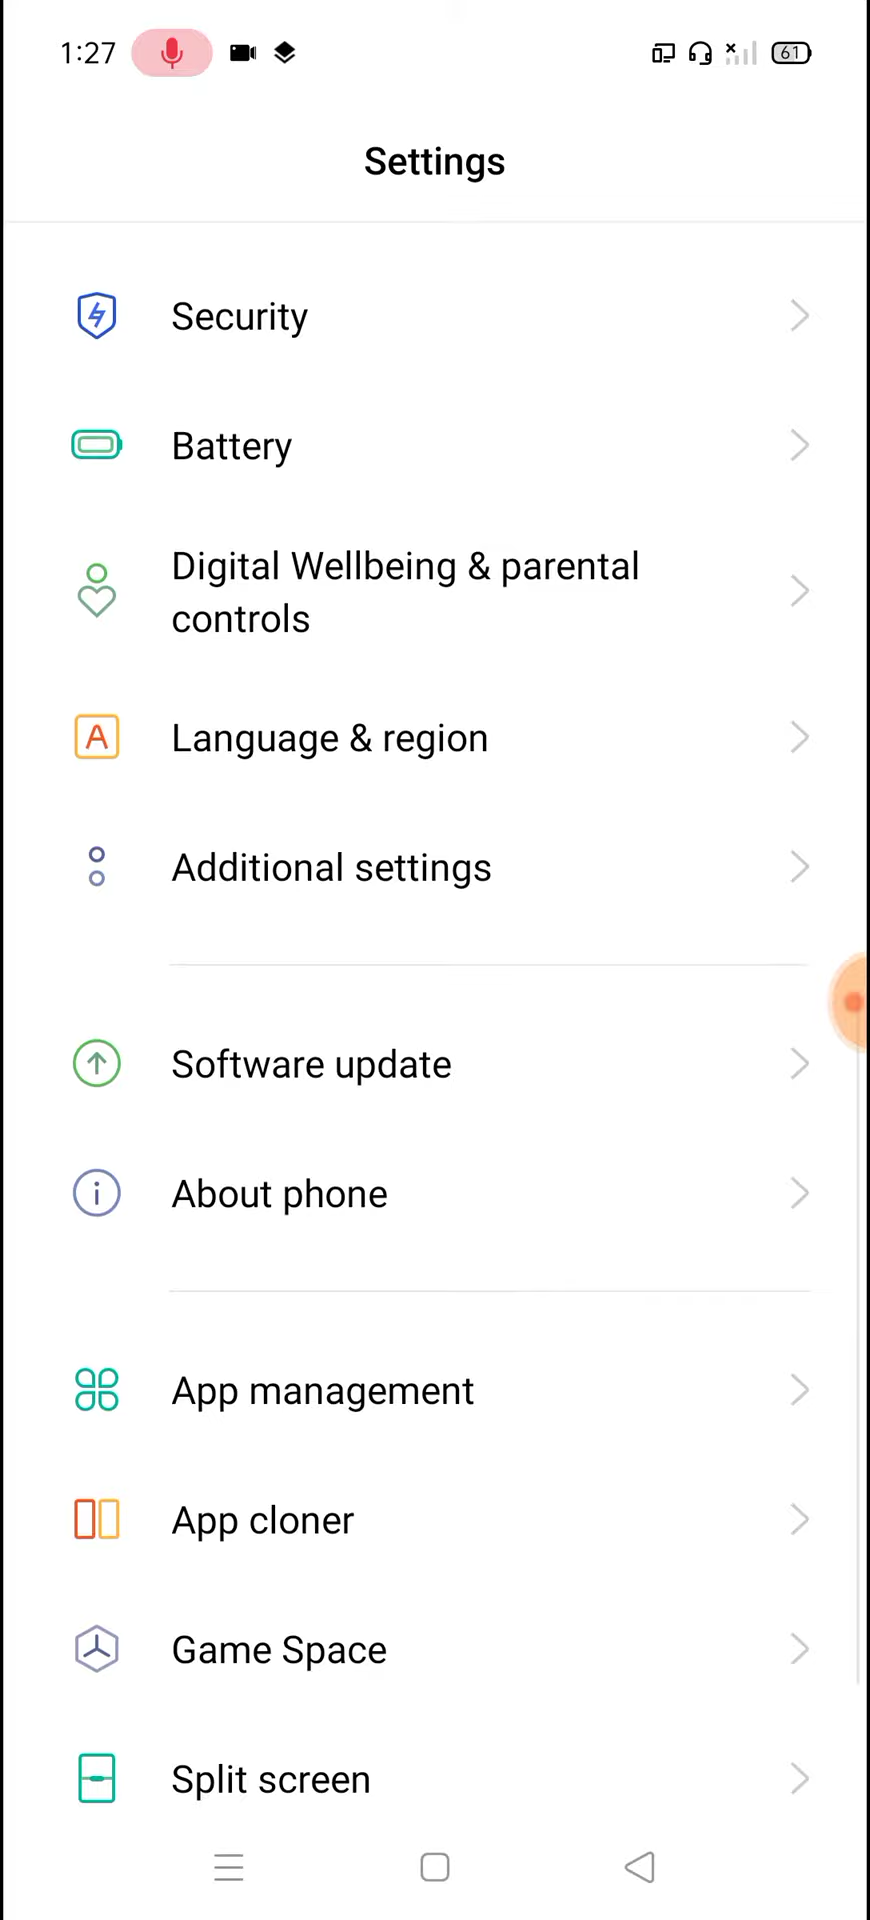 1:27
61
Settings
Security
Battery
Digital Wellbeing & parental
controls
A
Language & region
Additional settings
Software update
About phone
App management
App cloner
Game Space
Split screen